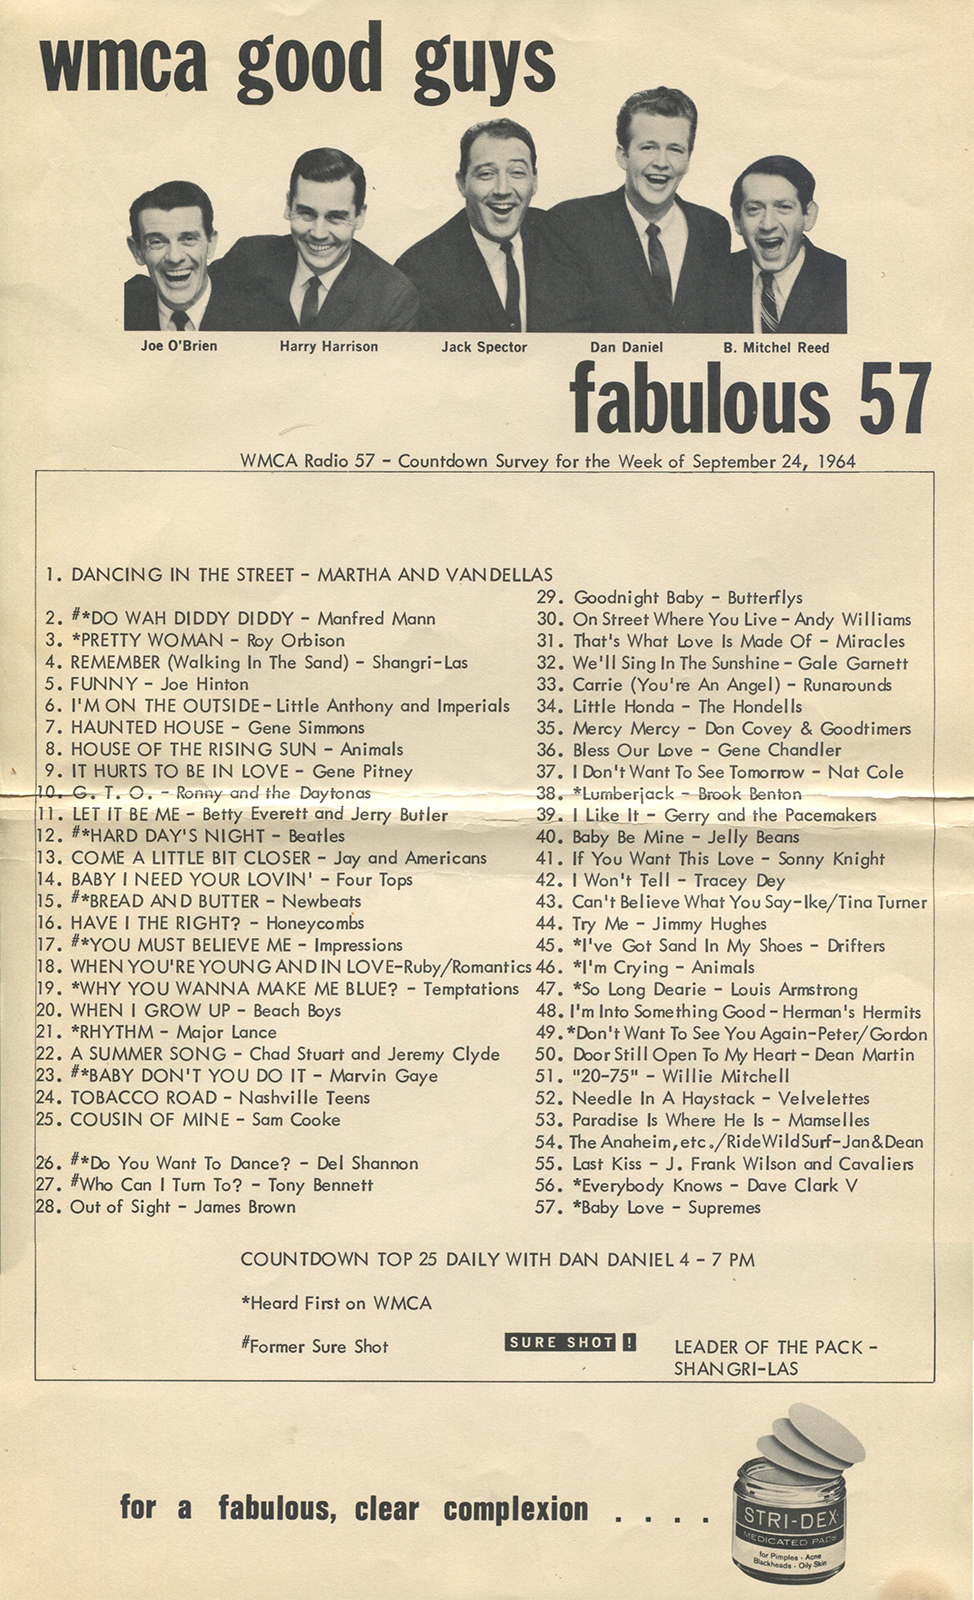 wmca good guys
Joe O'Brien
Harry Harrison
Jack Spector
Dan Daniel
B. Mitchel Reed
fabulous 57
WMCA Radio 57 - Countdown Survey for the Week of September 24, 1964
1. DANCING IN THE STREET - MARTHA AND VANDELLAS
2. #*DO WAH DIDDY DIDDY - Manfred Mann
3. *PRETTY WOMAN - Roy Orbison
4. REMEMBER (Walking In The Sand) - Shangri-Las
5. FUNNY - Joe Hinton
6. I'M ON THE OUTSIDE - Little Anthony and Imperials
7. HAUNTED HOUSE - Gene Simmons
8. HOUSE OF THE RISING SUN - Animals
9. IT HURTS TO BE IN LOVE - Gene Pitney
10. G. T. O. - Ronny and the Daytonas
11. LET IT BE ME - Betty Everett and Jerry Butler
12. #*HARD DAY'S NIGHT - Beatles
13. COME A LITTLE BIT CLOSER - Jay and Americans
14. BABY I NEED YOUR LOVIN' - Four Tops
15. #*BREAD AND BUTTER - Newbeats
16. HAVE I THE RIGHT? - Honeycombs
17. #*YOU MUST BELIEVE ME - Impressions
18. WHEN YOU'RE YOUNG AND IN LOVE-Ruby/Romantics
19. *WHY YOU WANNA MAKE ME BLUE? - Temptations
20. WHEN I GROW UP - Beach Boys
21. *RHYTHM - Major Lance
22. A SUMMER SONG - Chad Stuart and Jeremy Clyde
23. #*BABY DON'T YOU DO IT - Marvin Gaye
24. TOBACCO ROAD - Nashville Teens
25. COUSIN OF MINE - Sam Cooke
26. #*Do You Want To Dance? - Del Shannon
27. #Who Can I Turn To? - Tony Bennett
28. Out of Sight - James Brown
29. Goodnight Baby - Butterflys
30. On Street Where You Live - Andy Williams
31. That's What Love Is Made Of - Miracles
32. We'll Sing In The Sunshine - Gale Garnett
33. Carrie (You're An Angel) - Runarounds
34. Little Honda - The Hondells
35. Mercy Mercy - Don Covey & Goodtimers
36. Bless Our Love - Gene Chandler
37. I Don't Want To See Tomorrow - Nat Cole
38. *Lumberjack - Brook Benton
39. I Like It - Gerry and the Pacemakers
40. Baby Be Mine - Jelly Beans
41. If You Want This Love - Sonny Knight
42. I Won't Tell - Tracey Dey
43. Can't Believe What You Say-Ike/Tina Turner
44. Try Me - Jimmy Hughes
45. *I've Got Sand In My Shoes - Drifters
46. *I'm Crying - Animals
47. *So Long Dearie - Louis Armstrong
48. I'm Into Something Good - Herman's Hermits
49. *Don't Want To See You Again-Peter/Gordon
50. Door Still Open To My Heart - Dean Martin
51. "20-75" - Willie Mitchell
52. Needle In A Haystack - Velvelettes
53. Paradise Is Where He Is - Mamselles
54. The Anaheim, etc./Ride Wild Surf-Jan&Dean
55. Last Kiss - J. Frank Wilson and Cavaliers
56. *Everybody Knows - Dave Clark V
57. *Baby Love - Supremes
COUNTDOWN TOP 25 DAILY WITH DAN DANIEL 4 - 7 PM
*Heard First on WMCA
#Former Sure Shot
SURE SHOT !
LEADER OF THE PACK -
SHANGRI-LAS
for a fabulous, clear complexion . . . .
STRI-DEX
MEDICATED PADS
for Pimples - Acne
Blackheads - Oily Skin